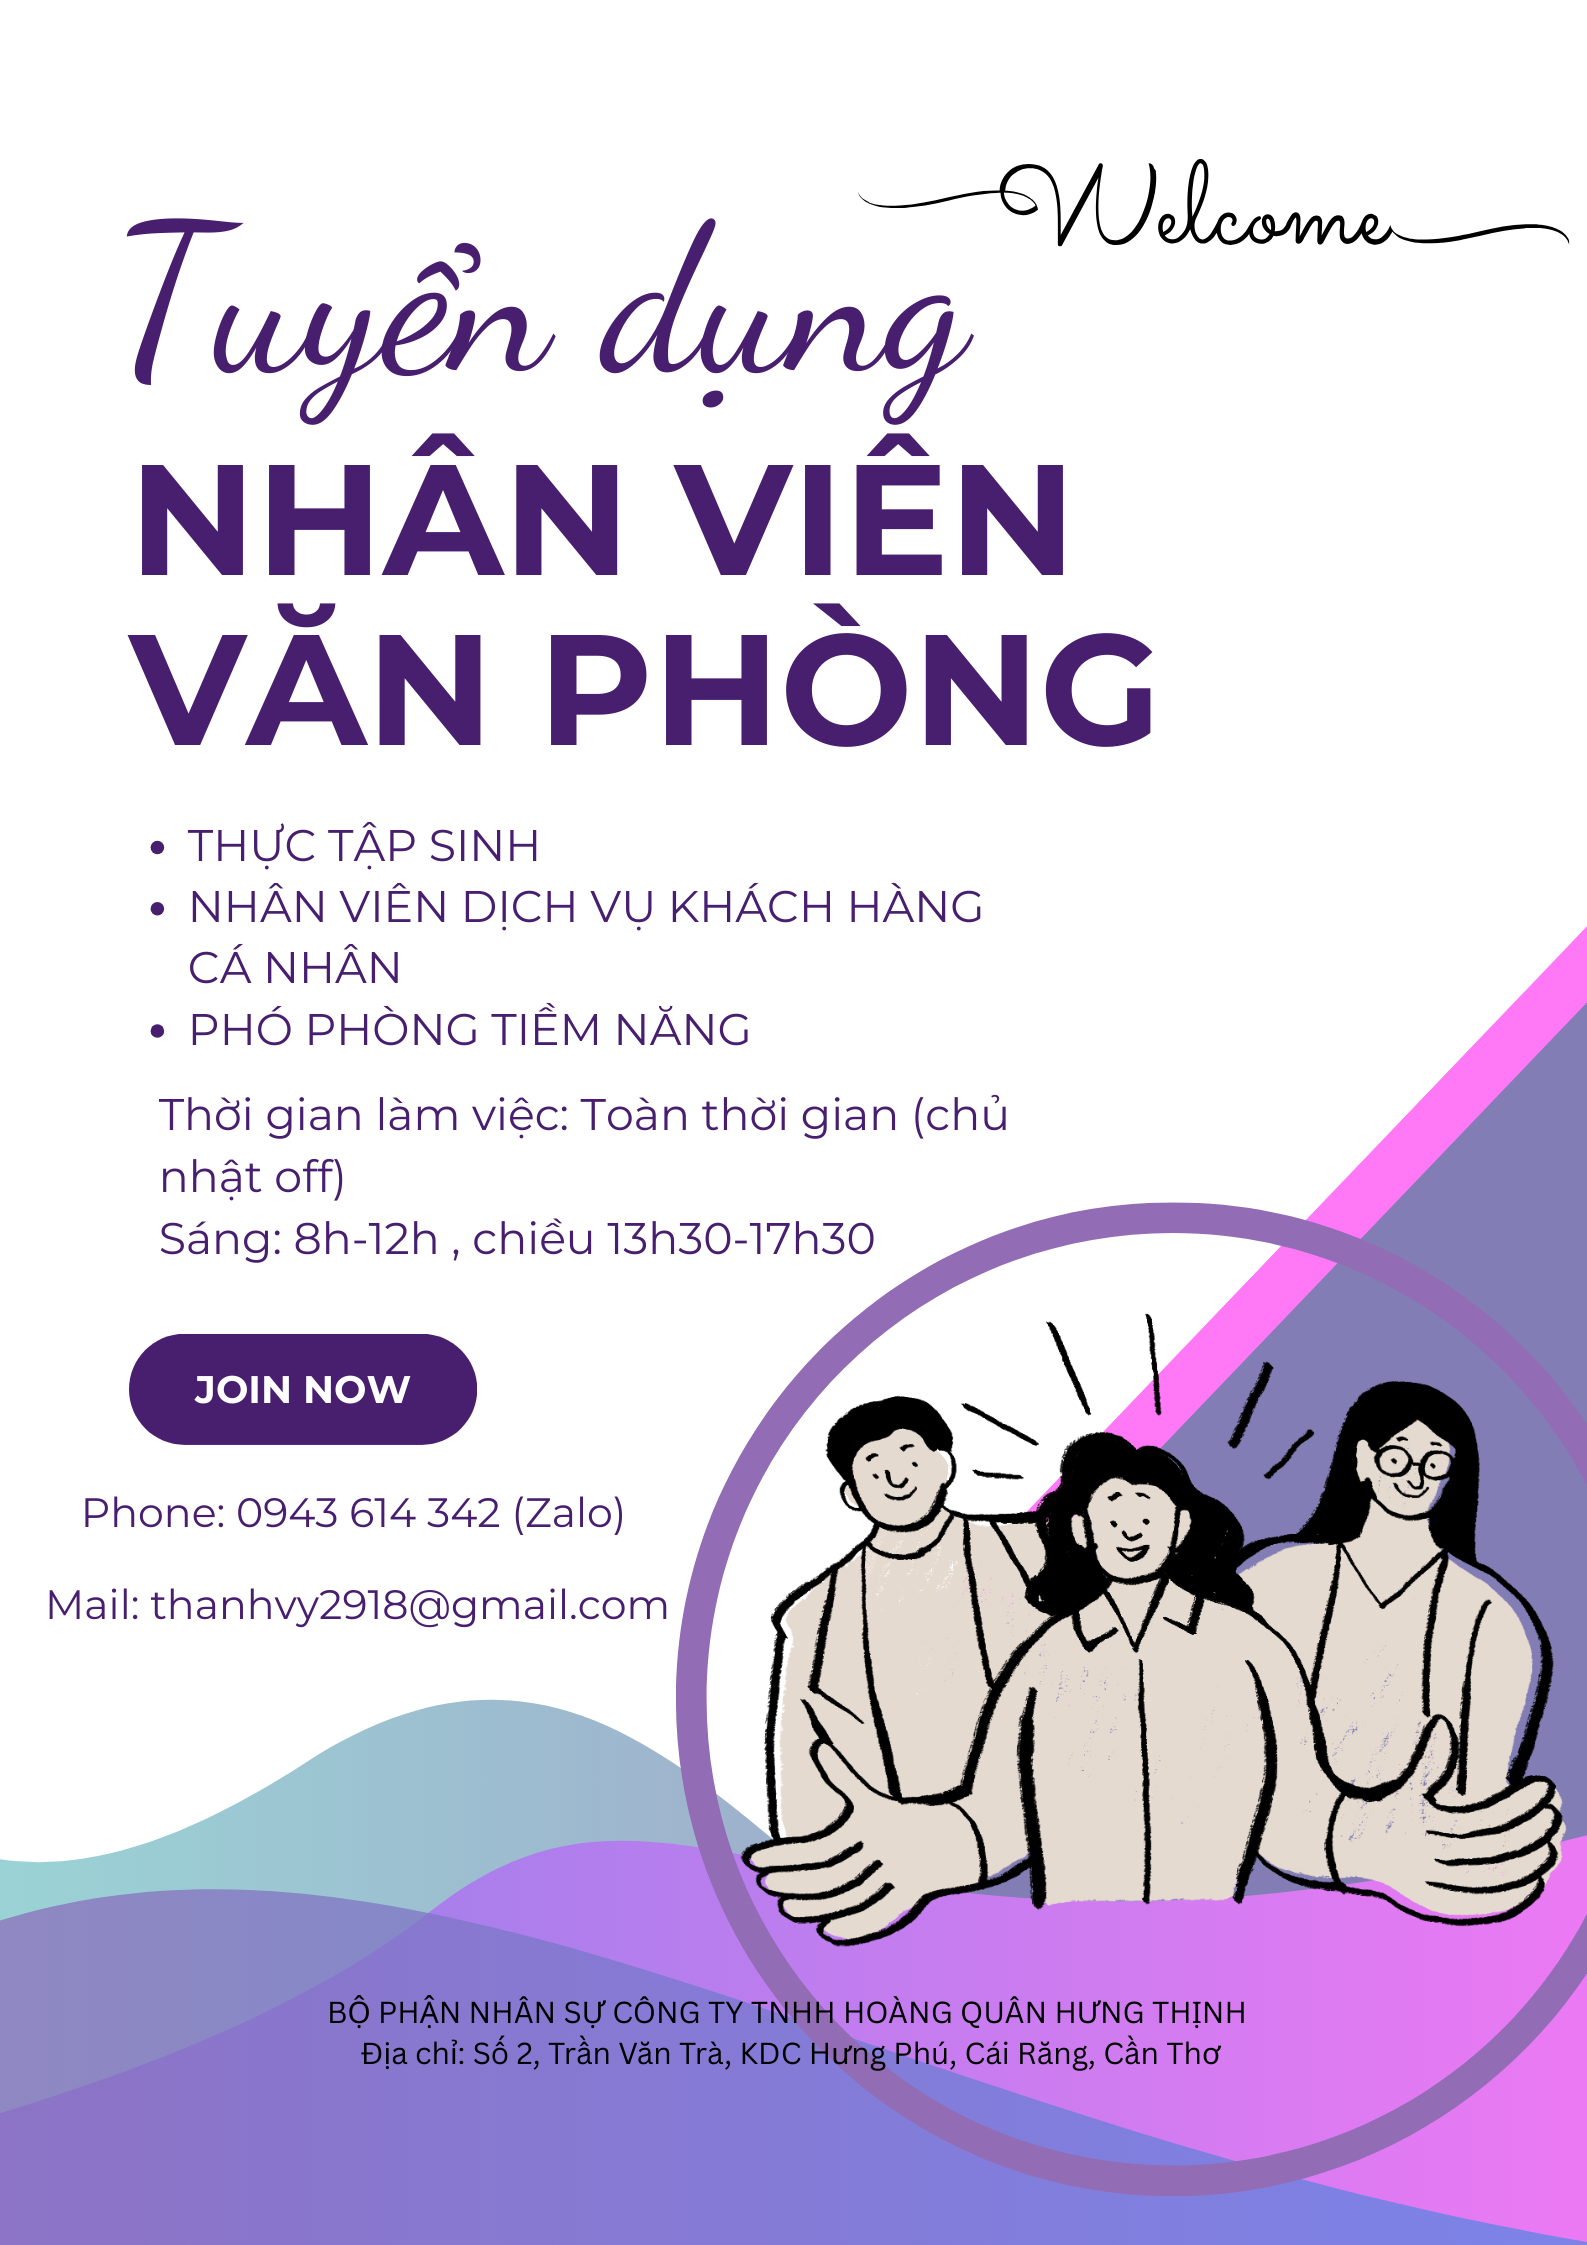 Welcome
Tuyển dụng
NHÂN VIÊN
VĂN PHÒNG
• THỰC TẬP SINH
• NHÂN VIÊN DỊCH VỤ KHÁCH HÀNG
CÁ NHÂN
• PHÓ PHÒNG TIỀM NĂNG
Thời gian làm việc: Toàn thời gian (chủ
nhật off)
Sáng: 8h-12h , chiều 13h30-17h30
JOIN NOW
Phone: 0943 614 342 (Zalo)
Mail: thanhvy2918@gmail.com
BỘ PHẬN NHÂN SỰ CÔNG TY TNHH HOÀNG QUÂN HƯNG THỊNH
Địa chỉ: Số 2, Trần Văn Trà, KDC Hưng Phú, Cái Răng, Cần Thơ